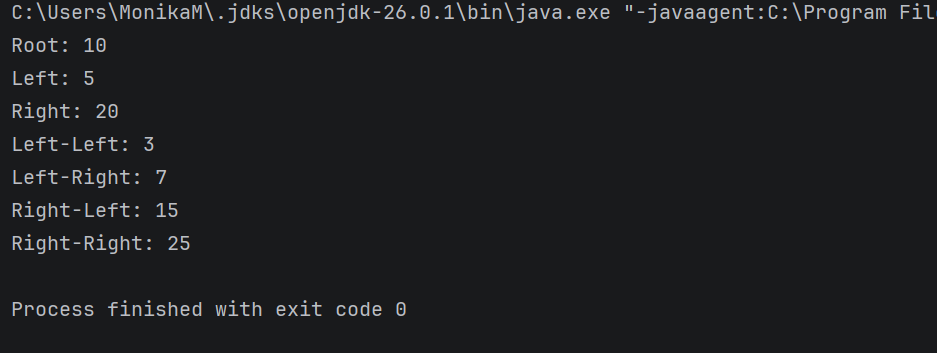 C:\Users\MonikaM\.jdks\openjdk-26.0.1\bin\java.exe "-javaagent:C:\Program Fil
Root: 10
Left: 5
Right: 20
Left-Left: 3
Left-Right: 7
Right-Left: 15
Right-Right: 25
Process finished with exit code 0